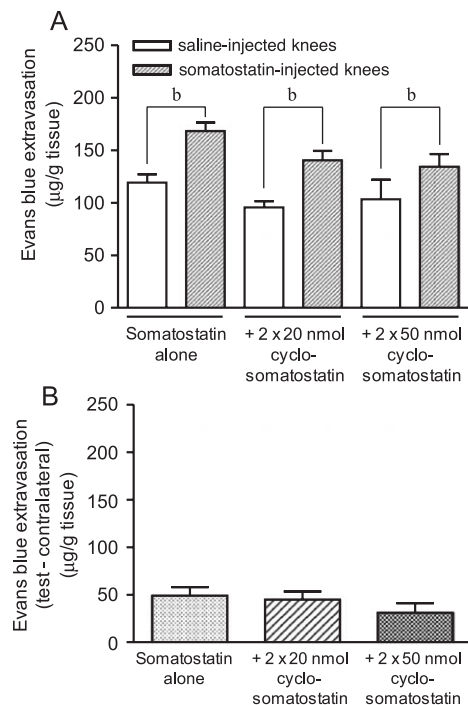 A
saline-injected knees
somatostatin-injected knees
Evans blue extravasation
(µg/g tissue)
250
200
150
100
50
0
b
b
b
Somatostatin
alone
+ 2 x 20 nmol
cyclo-
somatostatin
+ 2 x 50 nmol
cyclo-
somatostatin
B
Evans blue extravasation
(test - contralateral)
(µg/g tissue)
250
200
150
100
50
0
Somatostatin
alone
+ 2 x 20 nmol
cyclo-
somatostatin
+ 2 x 50 nmol
cyclo-
somatostatin